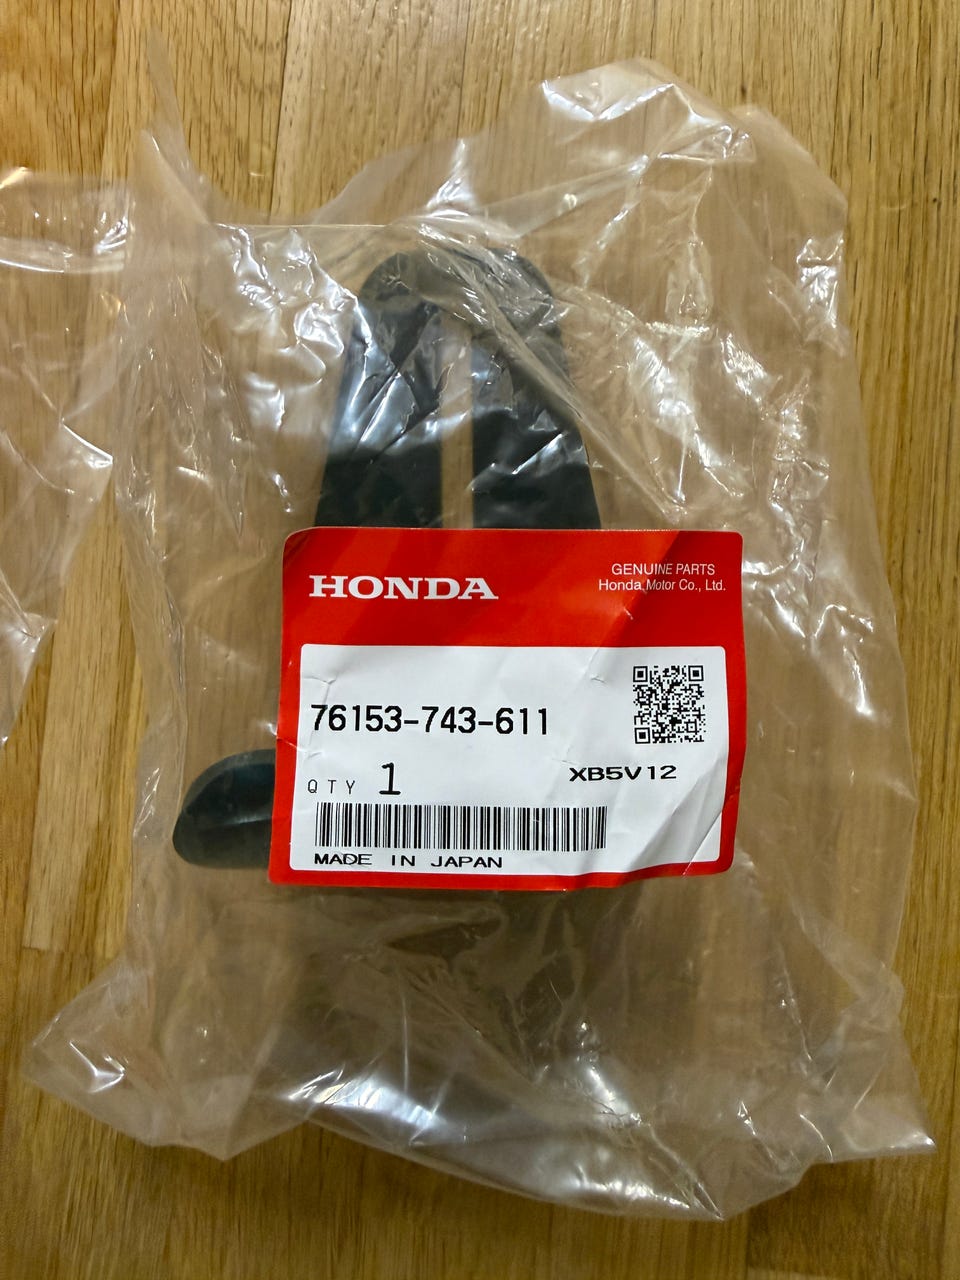 HONDA
GENUINE PARTS
Honda Motor Co., Ltd.
76153-743-611
QTY 1
XB5V12
MADE IN JAPAN